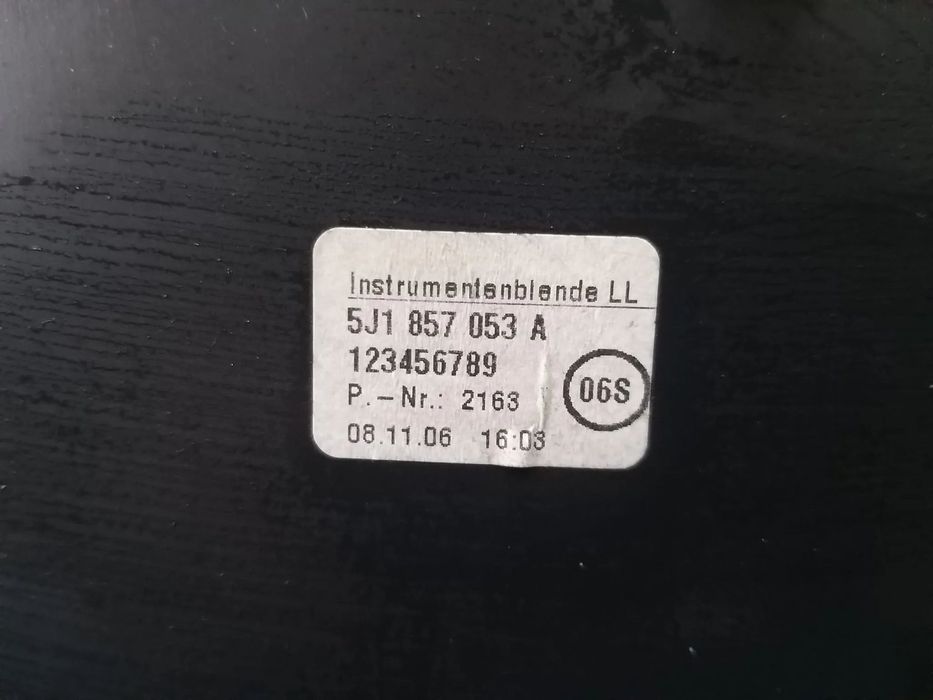 Instrumentenblende LL
5J1 857 053 A
123456789
P.-Nr.: 2163
06S
08.11.06 16:03